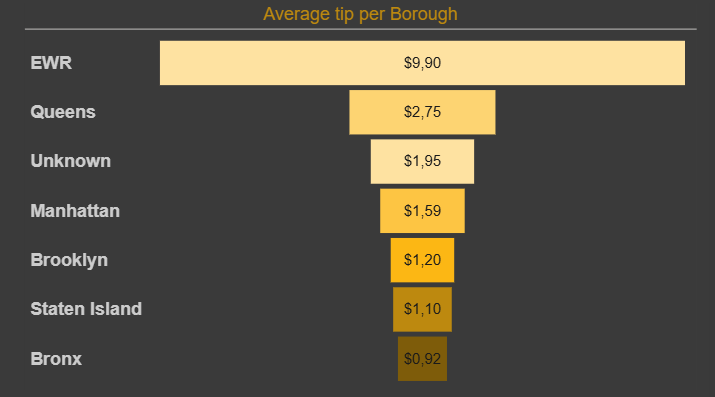 Average tip per Borough
EWR $9,90
Queens $2,75
Unknown $1,95
Manhattan $1,59
Brooklyn $1,20
Staten Island $1,10
Bronx $0,92